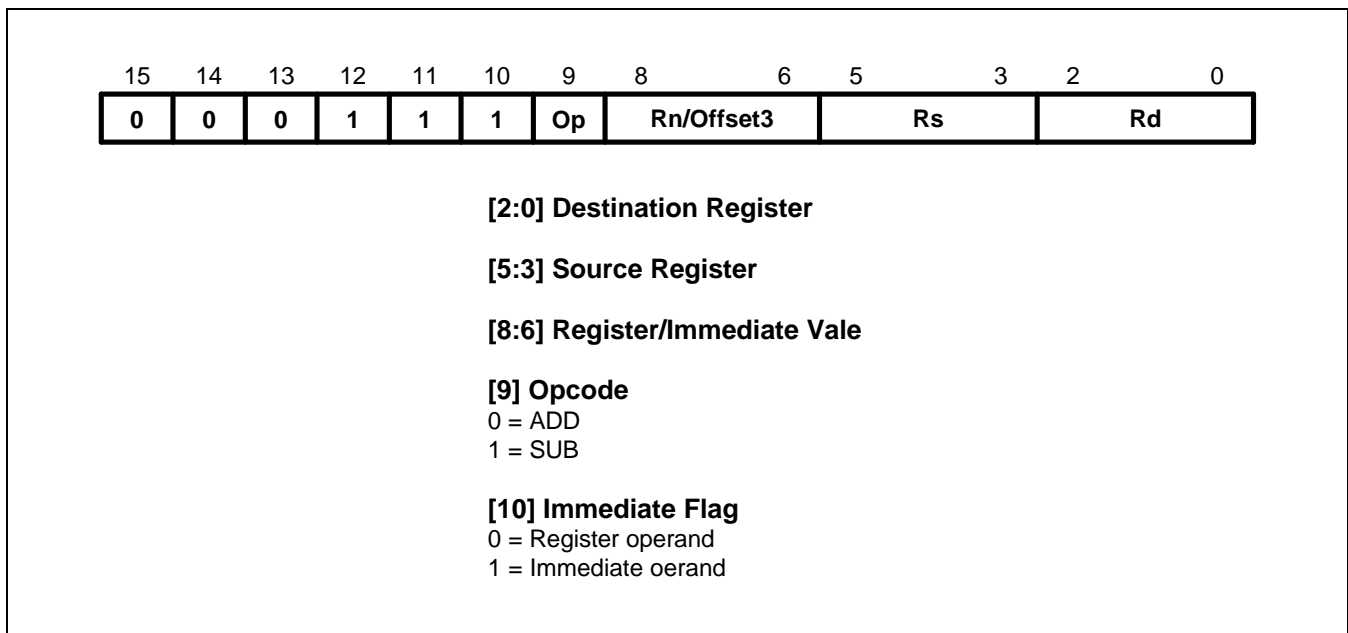 15 14 13 12 11 10 9 8 6 5 3 2 0
0 0 0 1 1 1 Op Rn/Offset3 Rs Rd
[2:0] Destination Register
[5:3] Source Register
[8:6] Register/Immediate Vale
[9] Opcode
0 = ADD
1 = SUB
[10] Immediate Flag
0 = Register operand
1 = Immediate oerand